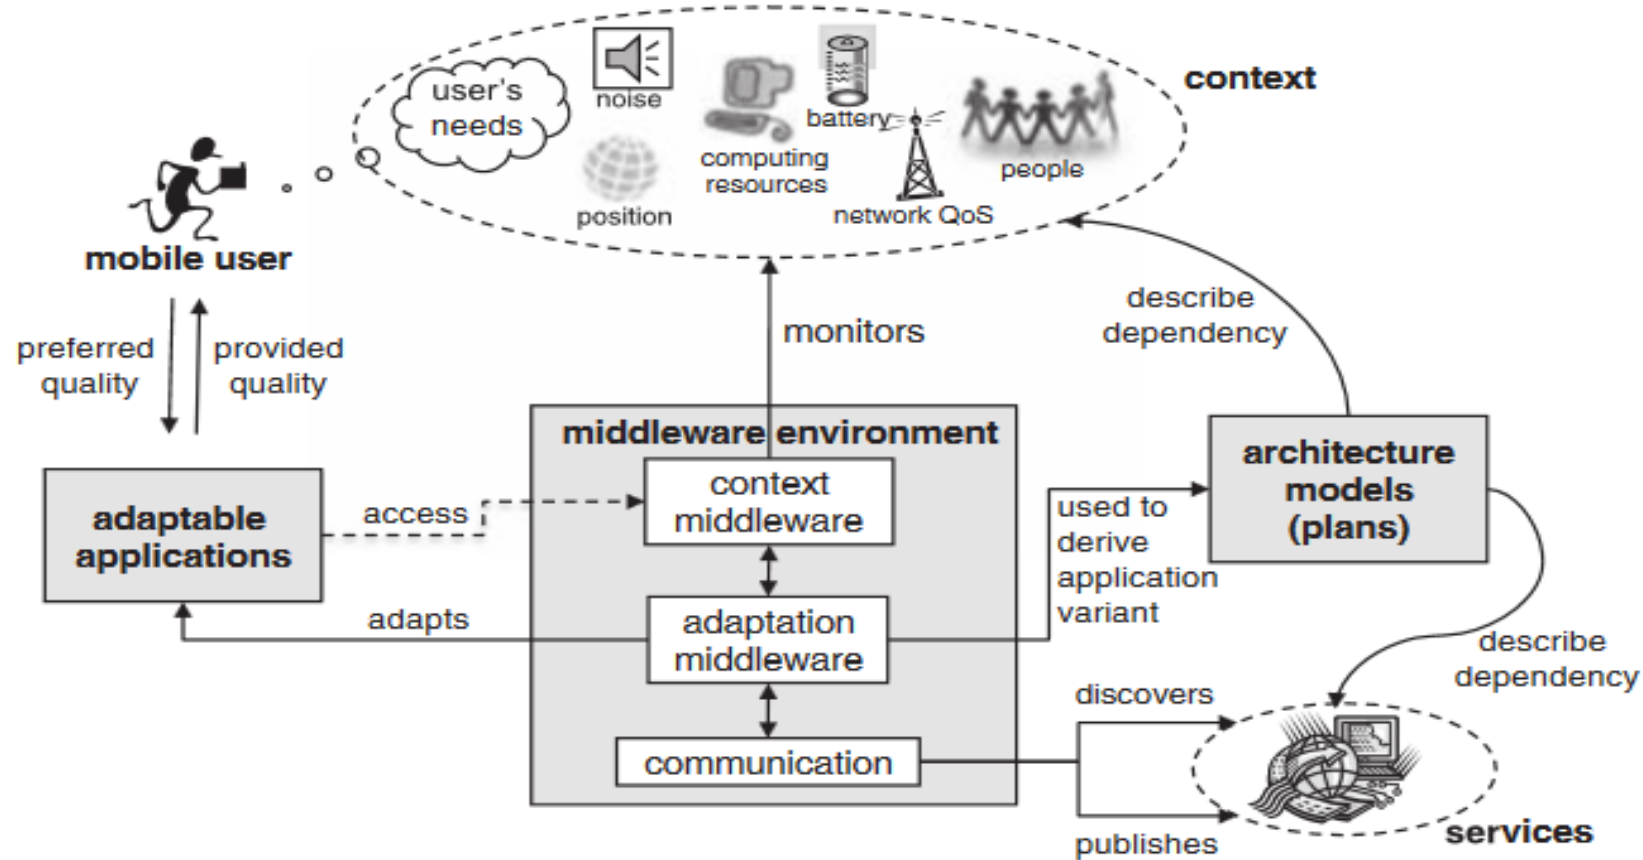 user's
needs
noise
position
computing
resources
battery
network QoS
people
context
mobile user
preferred
quality
provided
quality
monitors
describe
dependency
middleware environment
context
middleware
adaptation
middleware
communication
adaptable
applications
access
adapts
used to
derive
application
variant
architecture
models
(plans)
describe
dependency
discovers
publishes
services